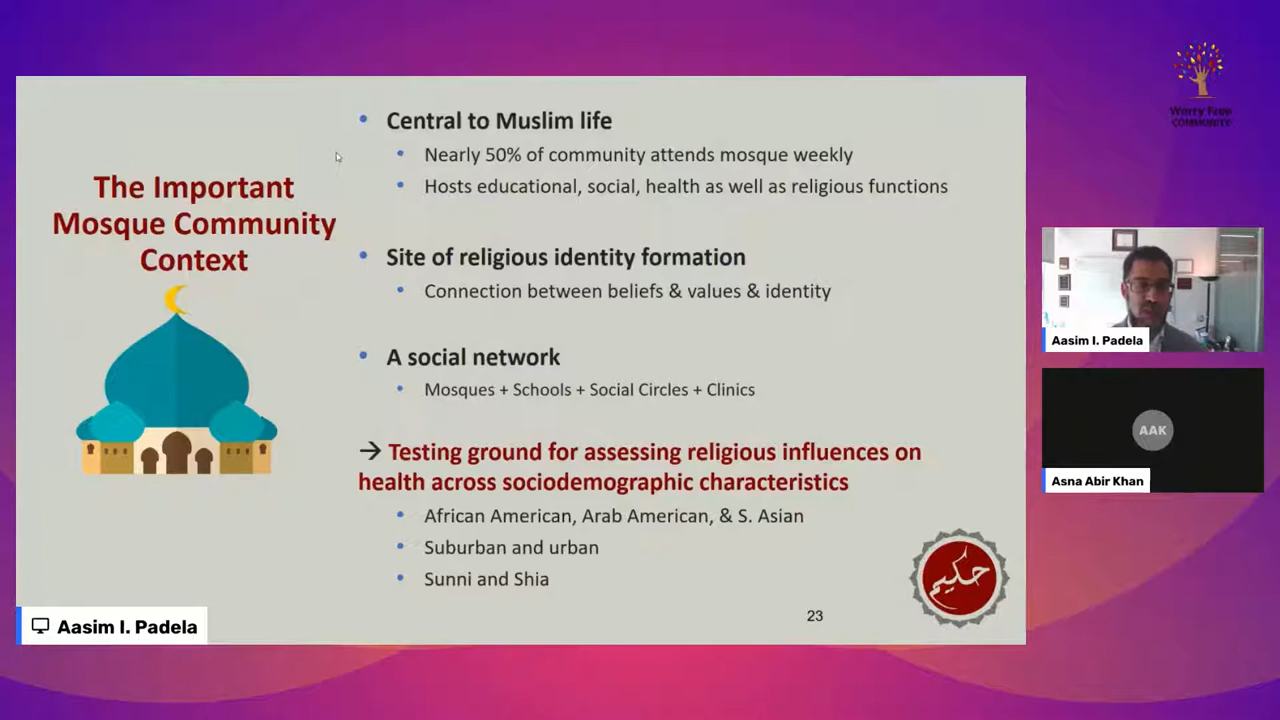 Worry Free
COMMUNITY
The Important
Mosque Community
Context
• Central to Muslim life
• Nearly 50% of community attends mosque weekly
• Hosts educational, social, health as well as religious functions
• Site of religious identity formation
• Connection between beliefs & values & identity
• A social network
• Mosques + Schools + Social Circles + Clinics
→ Testing ground for assessing religious influences on
health across sociodemographic characteristics
• African American, Arab American, & S. Asian
• Suburban and urban
• Sunni and Shia
حكيم
23
Aasim I. Padela
Aasim I. Padela
AAK
Asna Abir Khan